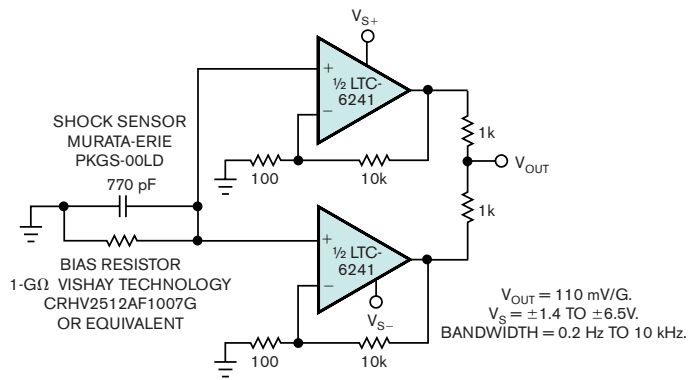 VS+
+
½ LTC-
6241
−
SHOCK SENSOR
MURATA-ERIE
PKGS-00LD
770 pF
100
10k
1k
VOUT
1k
BIAS RESISTOR
1-GΩ VISHAY TECHNOLOGY
CRHV2512AF1007G
OR EQUIVALENT
+
½ LTC-
6241
−
VS−
100
10k
VOUT = 110 mV/G.
VS = ±1.4 TO ±6.5V.
BANDWIDTH = 0.2 Hz TO 10 kHz.